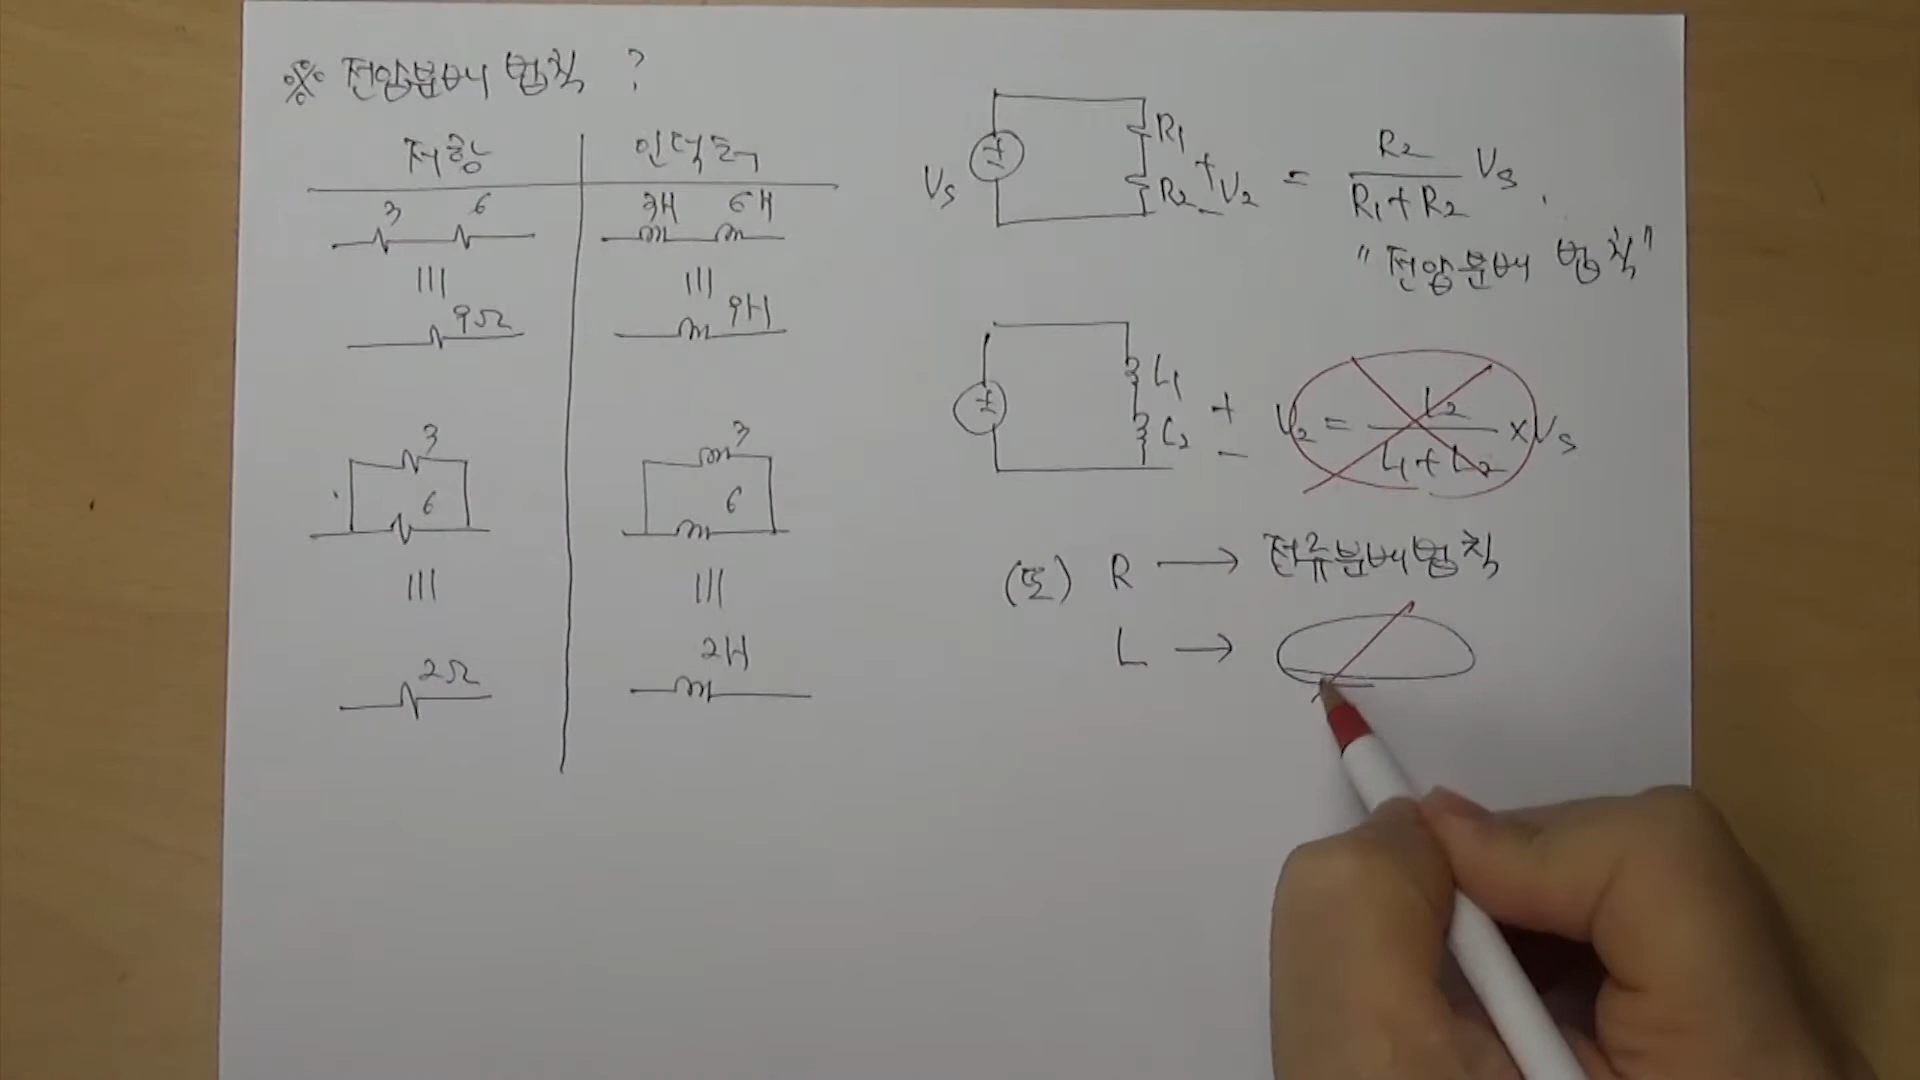 ※ 전압분배 법칙 ?
저항 인덕터
3 6 3H 6H
9Ω 9H
3 3
6 6
2Ω 2H
Vs ± R1 R2 + - V2 = R2 / R1+R2 Vs .
"전압분배 법칙"
± L1 L2 + - V2 = L2 / L1+L2 × Vs
(또) R → 전류분배법칙
L →